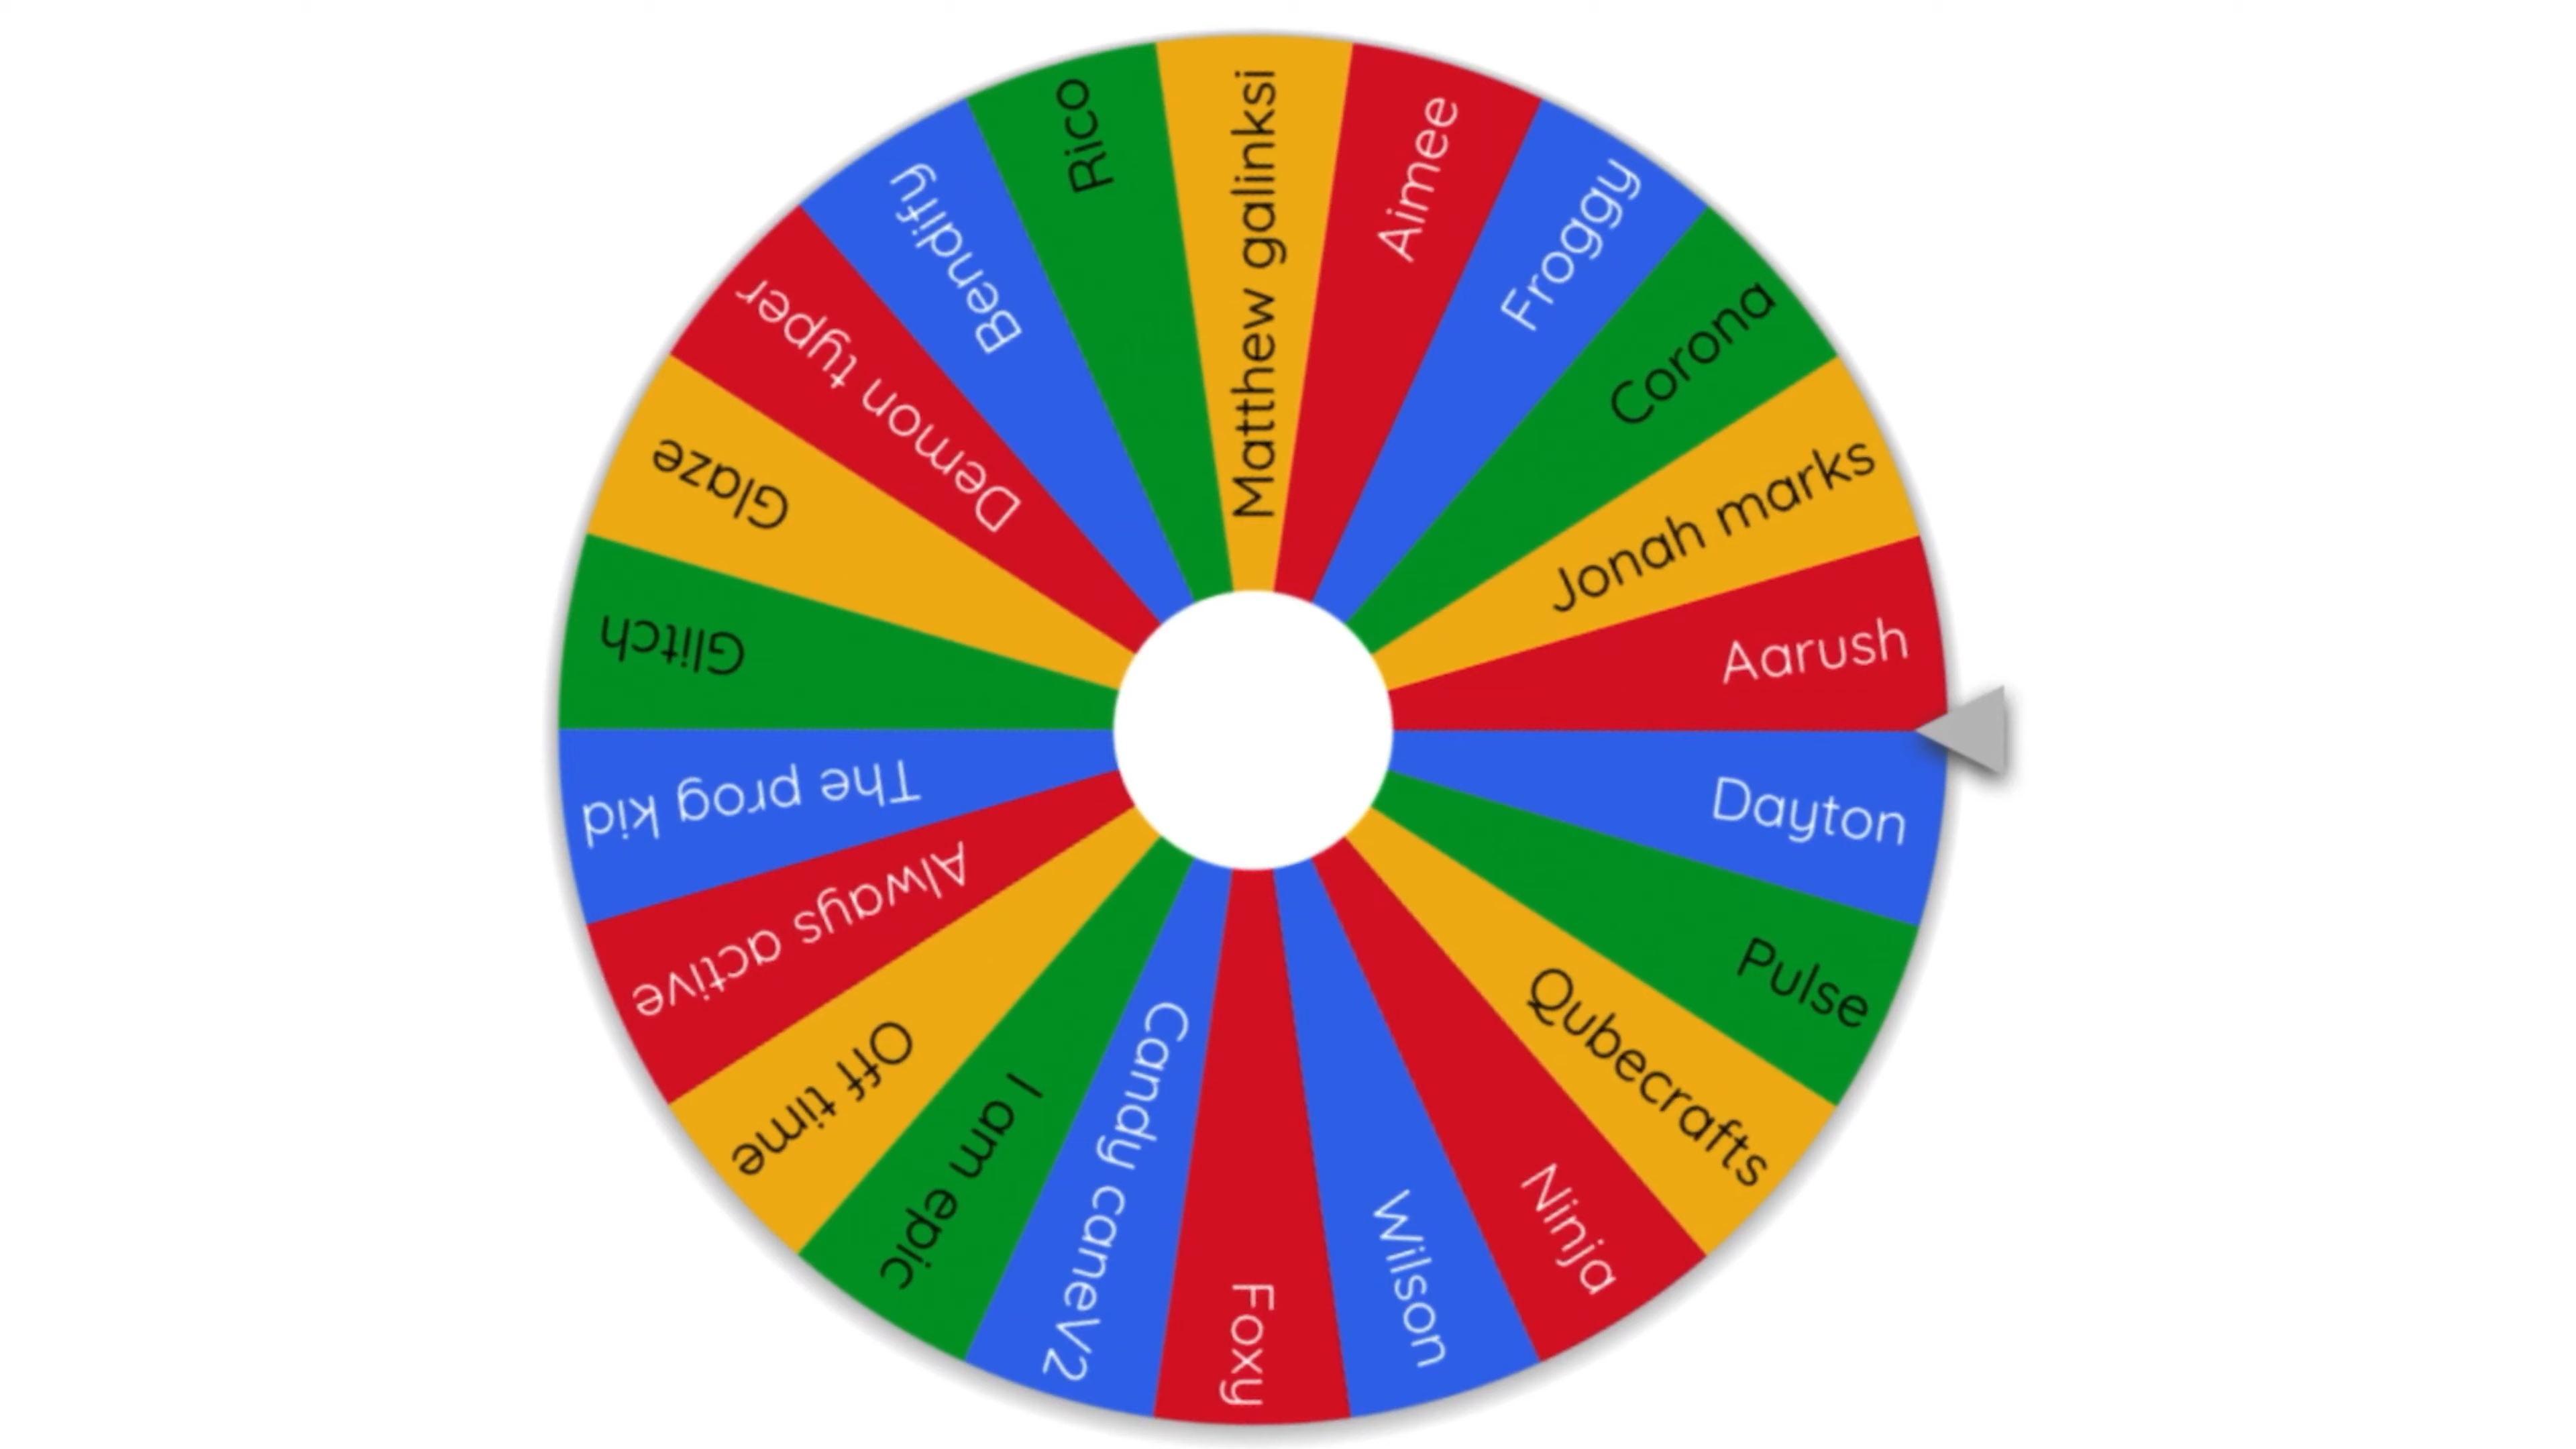 Matthew galinksi
Aimee
Froggy
Corona
Jonah marks
Aarush
Dayton
Pulse
Qubecrafts
Ninja
Wilson
Foxy
Candy caneV2
I am epic
Off time
Always active
The prog kid
Glitch
Glaze
Demon typer
Bendify
Rico